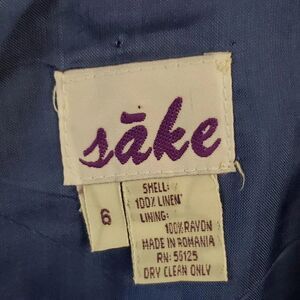 sāke
6
SHELL:
100% LINEN
LINING:
100% RAYON
MADE IN ROMANIA
RN: 56125
DRY CLEAN ONLY